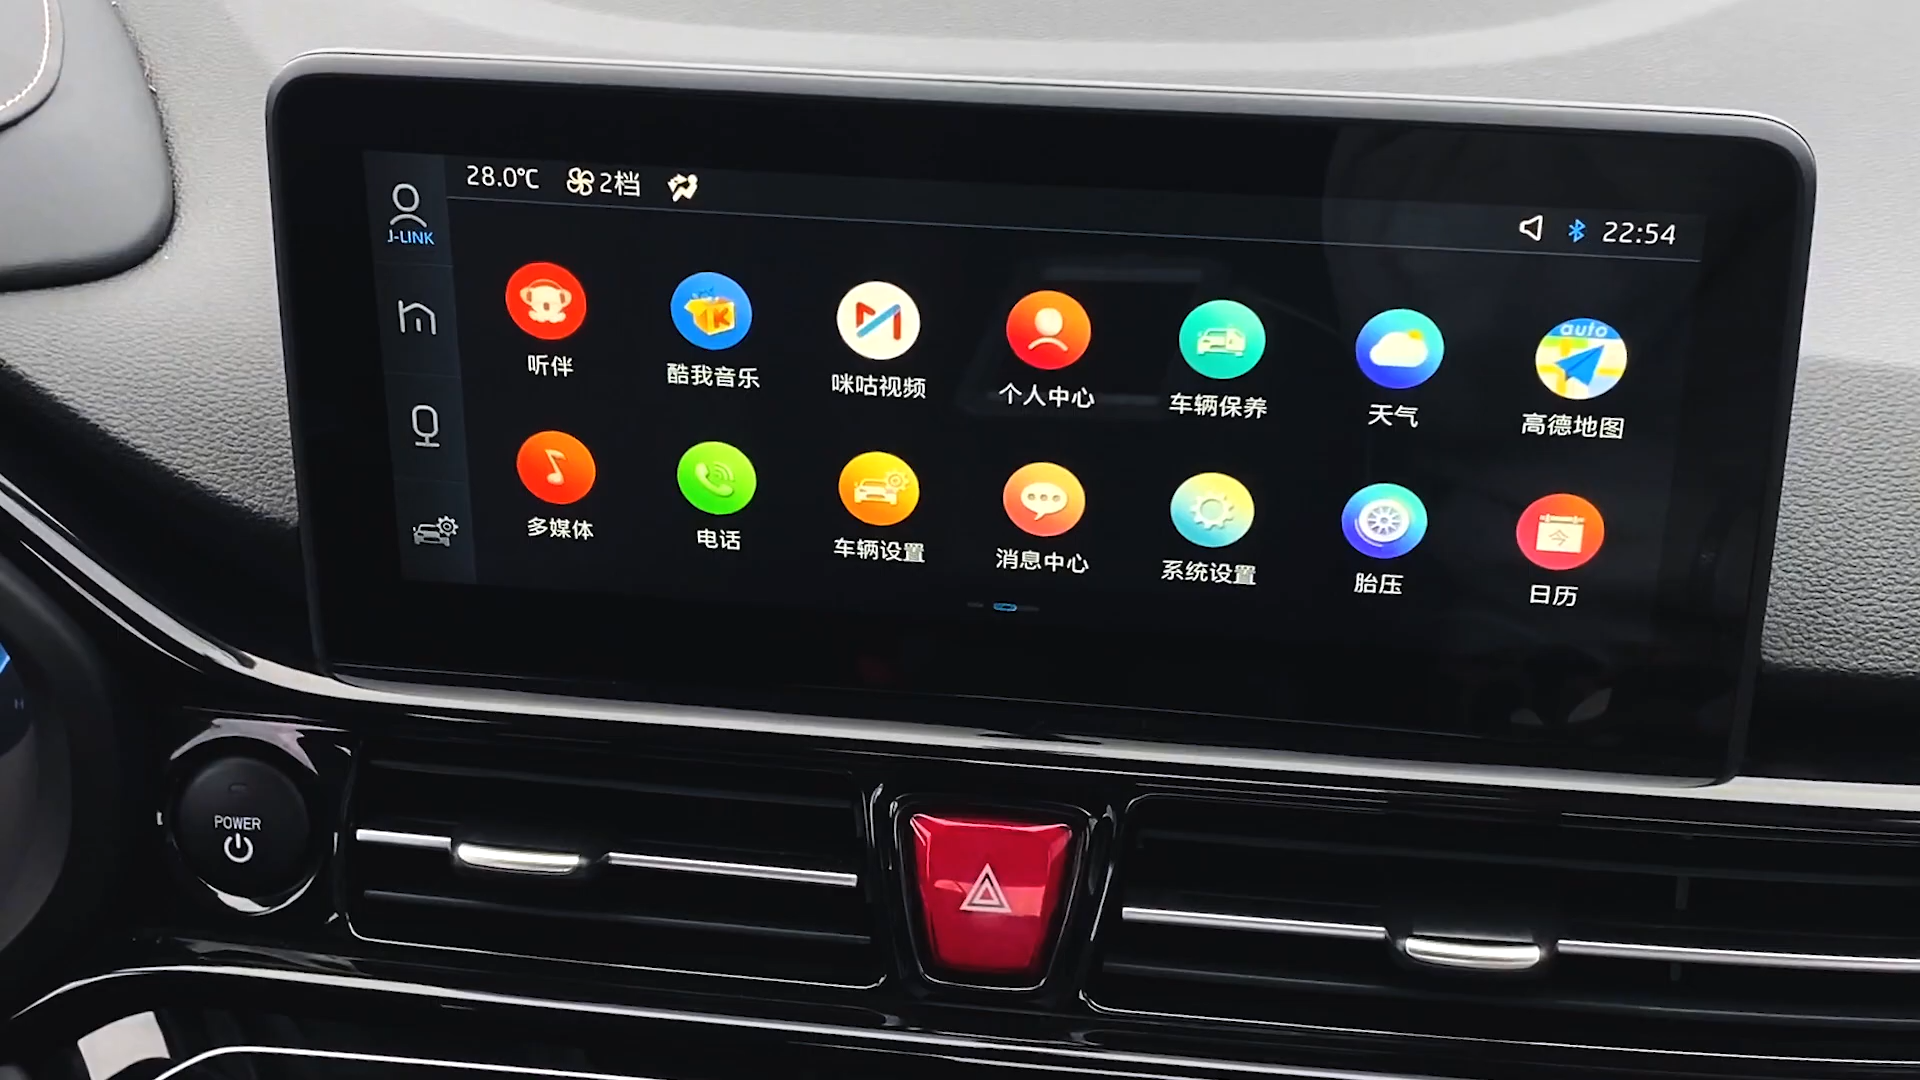 28.0℃ 2档
22:54
J-LINK
听伴 酷我音乐 咪咕视频 个人中心 车辆保养 天气 auto 高德地图
多媒体 电话 车辆设置 消息中心 系统设置 胎压 今 日历
POWER
H